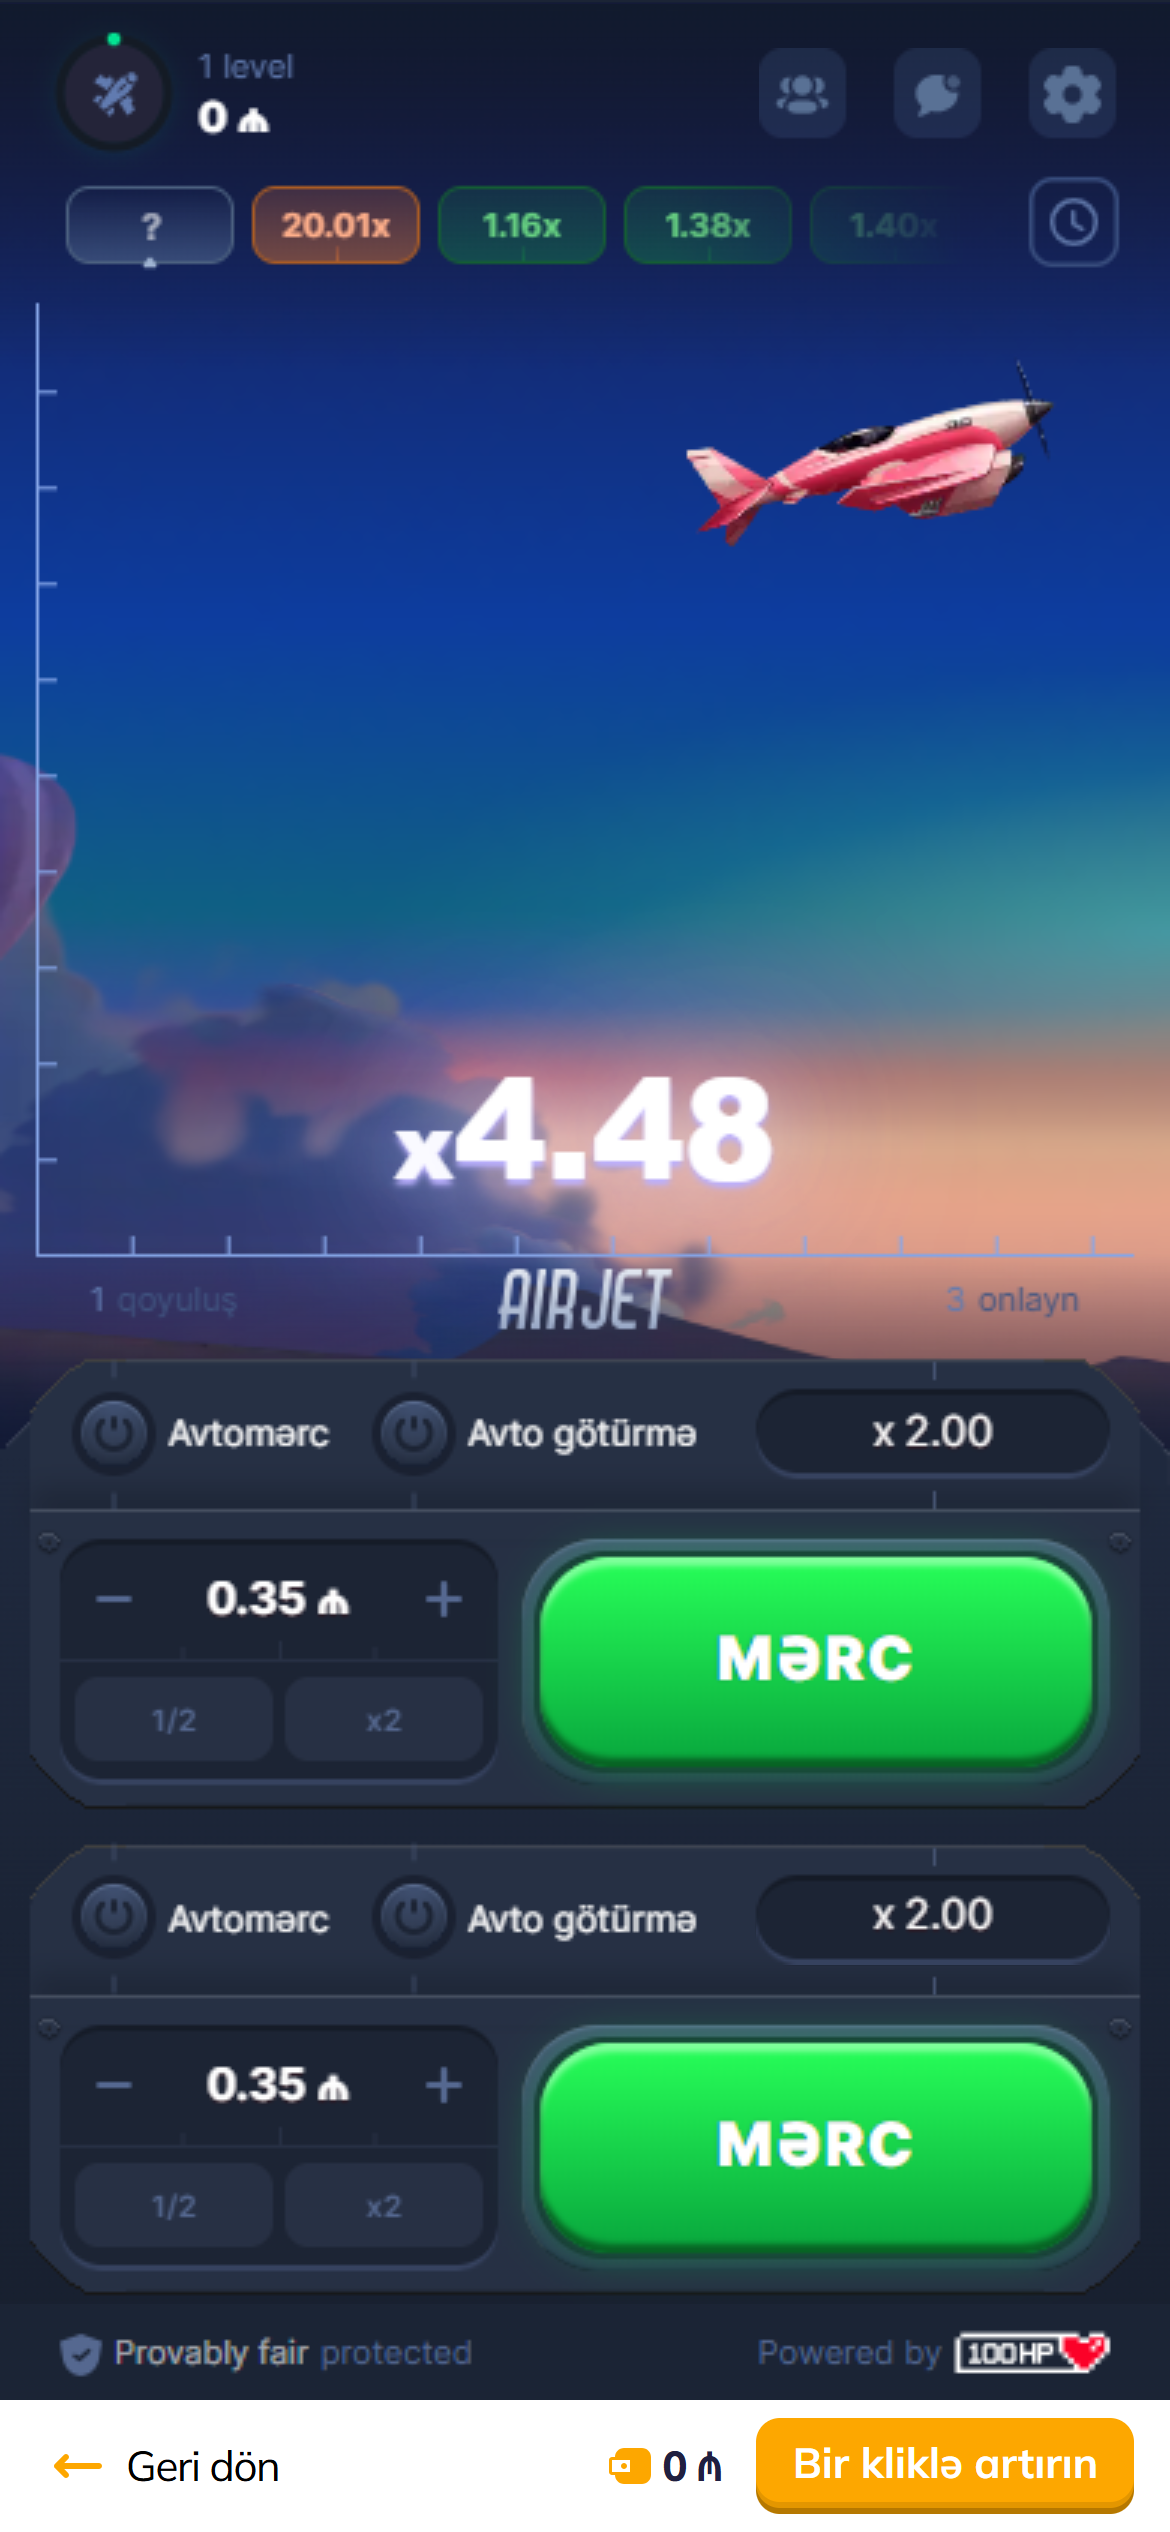 1 level
0 ₼
? 20.01x 1.16x 1.38x 1.40x
x4.48
1 qoyuluş AIRJET 3 onlayn
Avtomərc Avto götürmə x 2.00
0.35 ₼
1/2 x2
MƏRC
Avtomərc Avto götürmə x 2.00
0.35 ₼
1/2 x2
MƏRC
Provably fair protected Powered by 100HP
Geri dön 0 ₼ Bir kliklə artırın